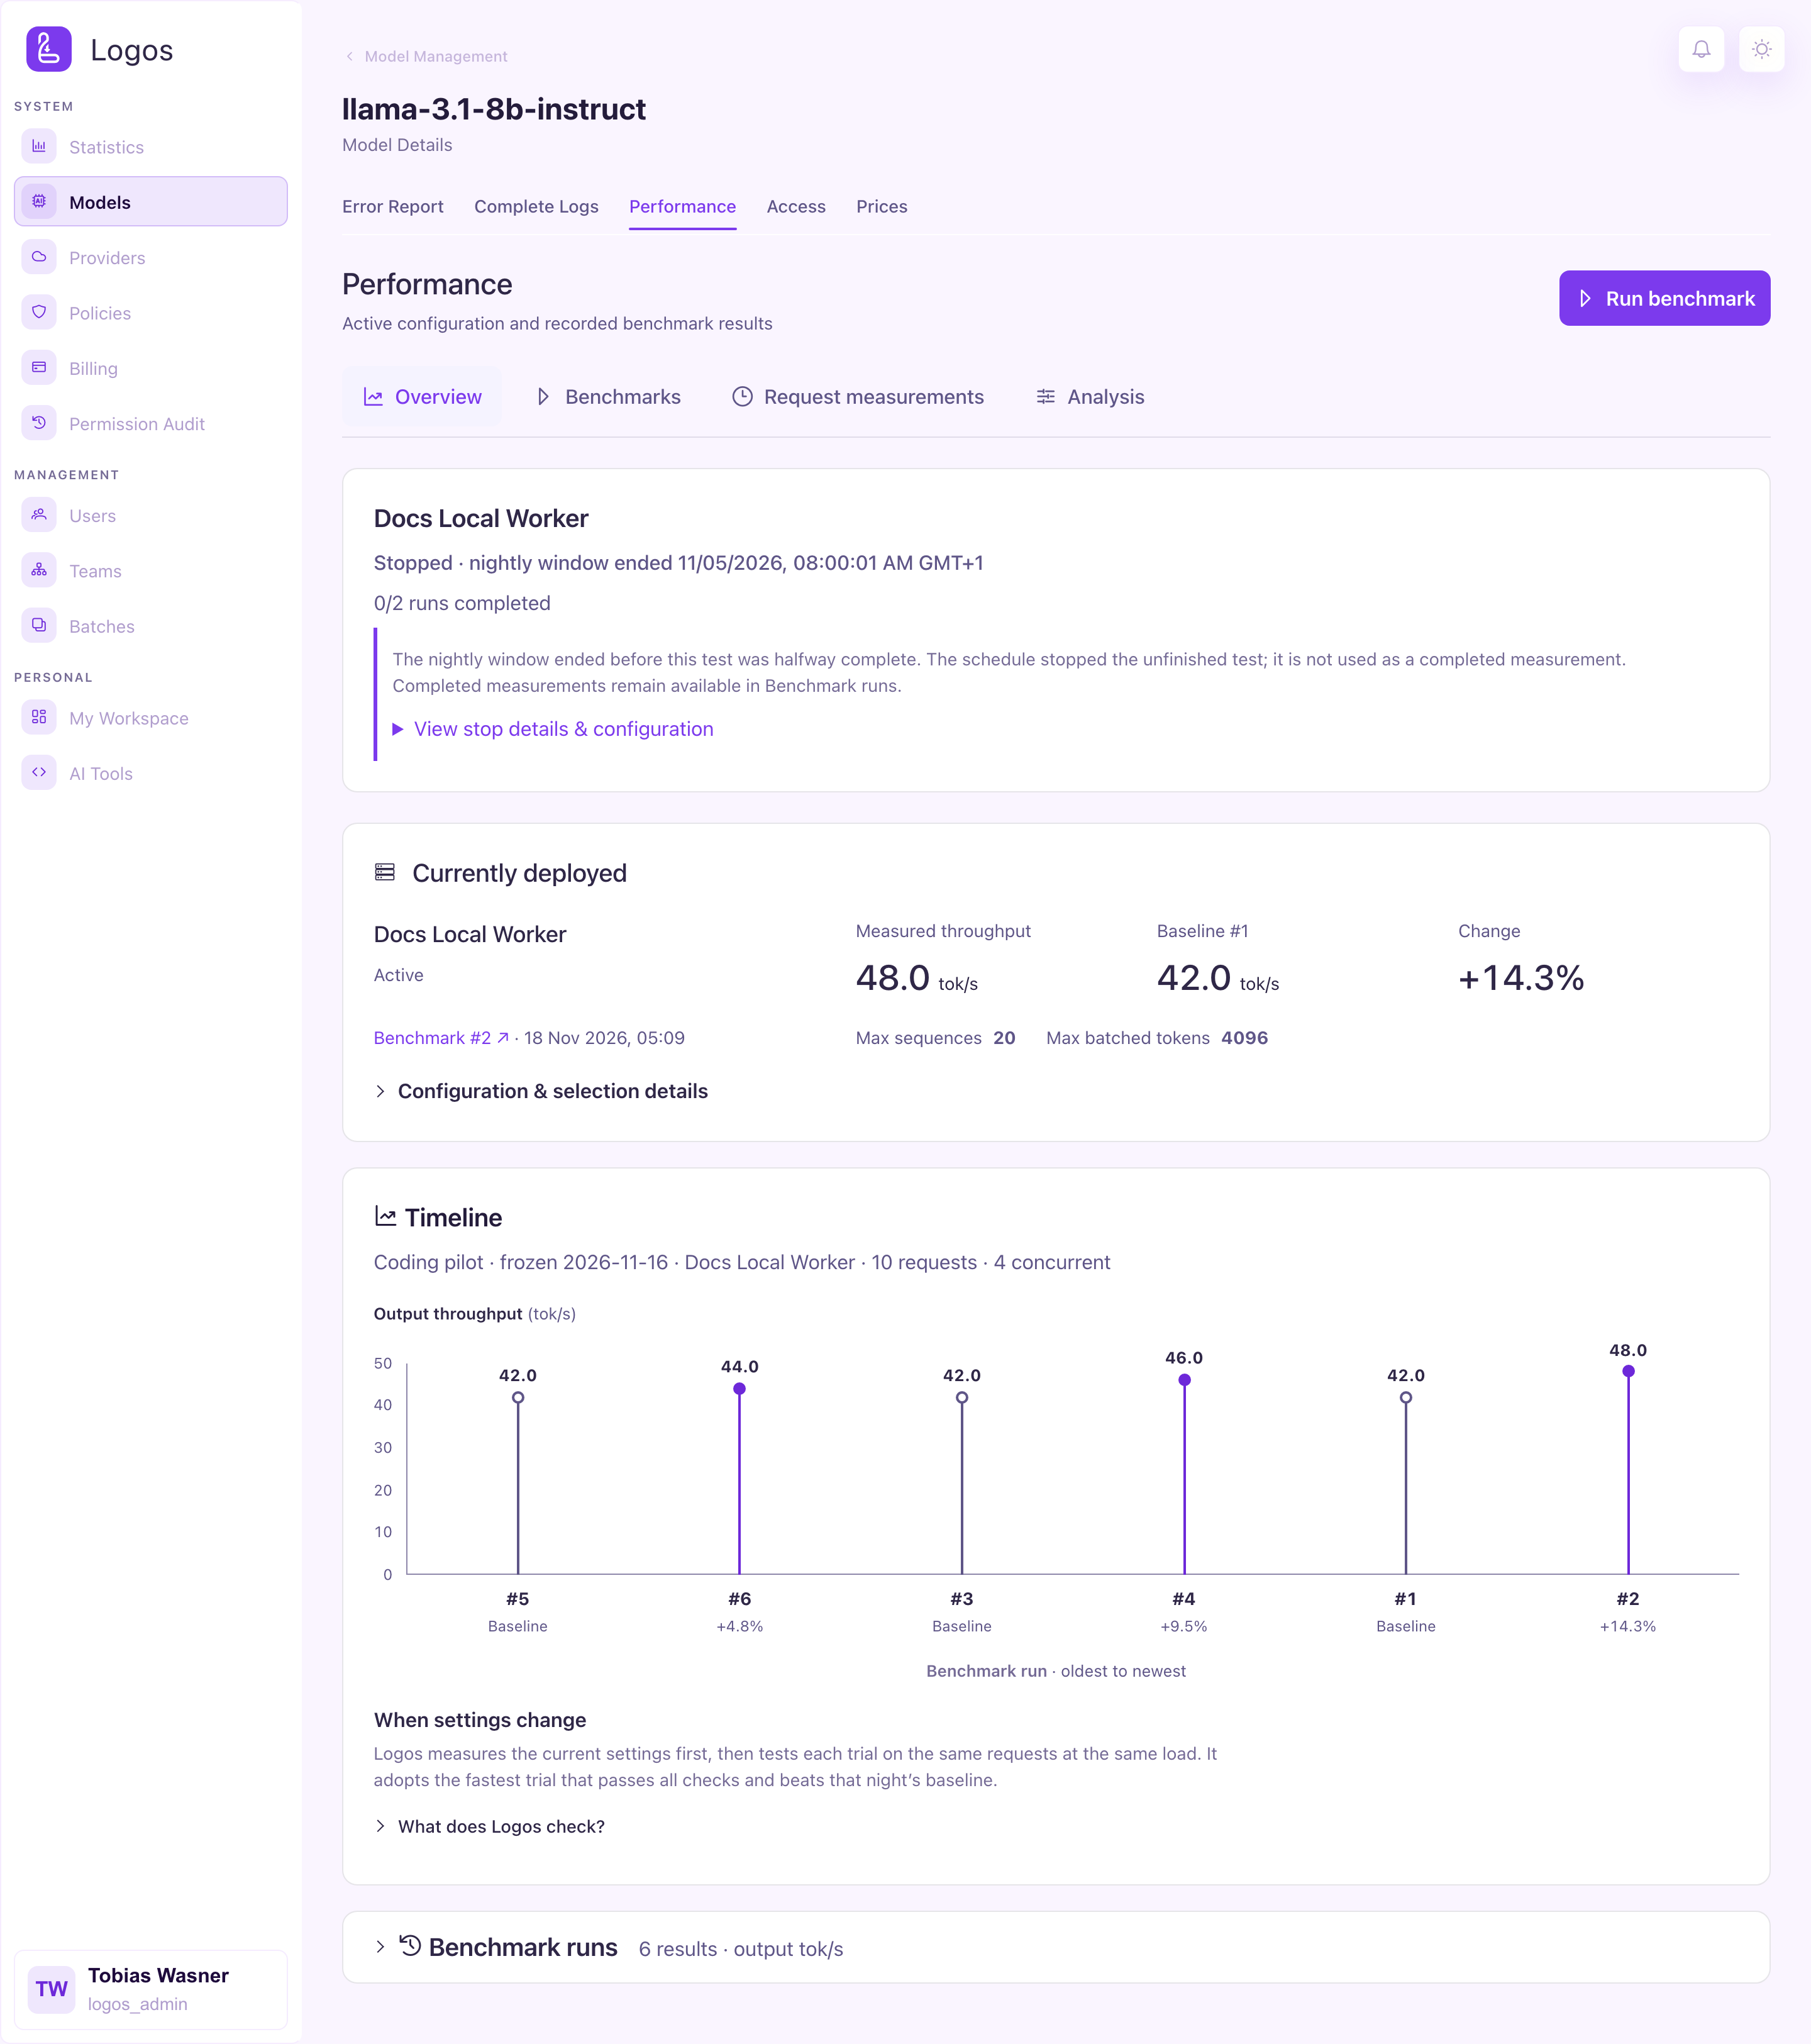 Logos
SYSTEM
Statistics
Models
Providers
Policies
Billing
Permission Audit
MANAGEMENT
Users
Teams
Batches
PERSONAL
My Workspace
AI Tools
TW
Tobias Wasner
logos_admin
Model Management
llama-3.1-8b-instruct
Model Details
Error Report Complete Logs Performance Access Prices
Performance
Active configuration and recorded benchmark results
Run benchmark
Overview Benchmarks Request measurements Analysis
Docs Local Worker
Stopped · nightly window ended 11/05/2026, 08:00:01 AM GMT+1
0/2 runs completed
The nightly window ended before this test was halfway complete. The schedule stopped the unfinished test; it is not used as a completed measurement.
Completed measurements remain available in Benchmark runs.
View stop details & configuration
Currently deployed
Docs Local Worker
Active
Measured throughput
48.0 tok/s
Baseline #1
42.0 tok/s
Change
+14.3%
Benchmark #2 ↗ · 18 Nov 2026, 05:09
Max sequences 20 Max batched tokens 4096
Configuration & selection details
Timeline
Coding pilot · frozen 2026-11-16 · Docs Local Worker · 10 requests · 4 concurrent
Output throughput (tok/s)
50
40
30
20
10
0
42.0 44.0 42.0 46.0 42.0 48.0
#5 #6 #3 #4 #1 #2
Baseline +4.8% Baseline +9.5% Baseline +14.3%
Benchmark run · oldest to newest
When settings change
Logos measures the current settings first, then tests each trial on the same requests at the same load. It
adopts the fastest trial that passes all checks and beats that night’s baseline.
What does Logos check?
Benchmark runs 6 results · output tok/s